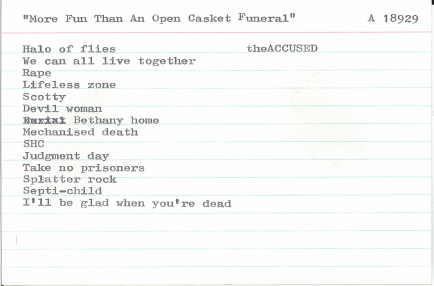 "More Fun Than An Open Casket Funeral" A 18929
Halo of flies theACCUSED
We can all live together
Rape
Lifeless zone
Scotty
Devil woman
Burial Bethany home
Mechanised death
SHC
Judgment day
Take no prisoners
Splatter rock
Septi-child
I'll be glad when you're dead